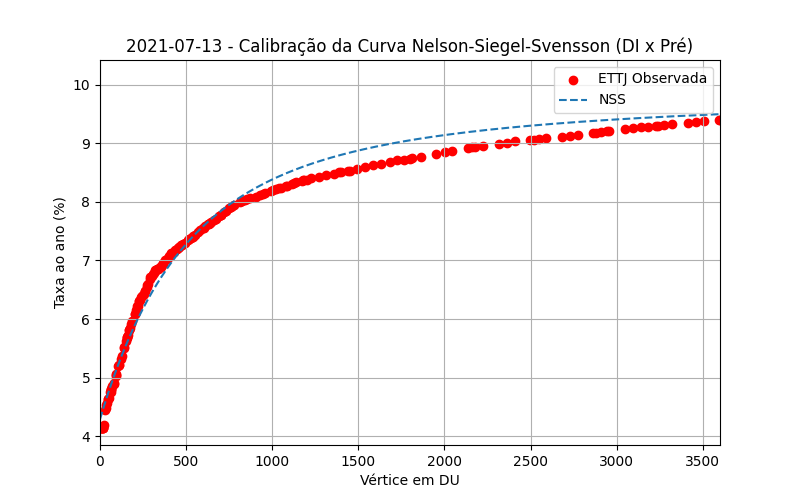 2021-07-13 - Calibração da Curva Nelson-Siegel-Svensson (DI x Pré)
ETTJ Observada
NSS
Taxa ao ano (%)
10
9
8
7
6
5
4
0 500 1000 1500 2000 2500 3000 3500
Vértice em DU